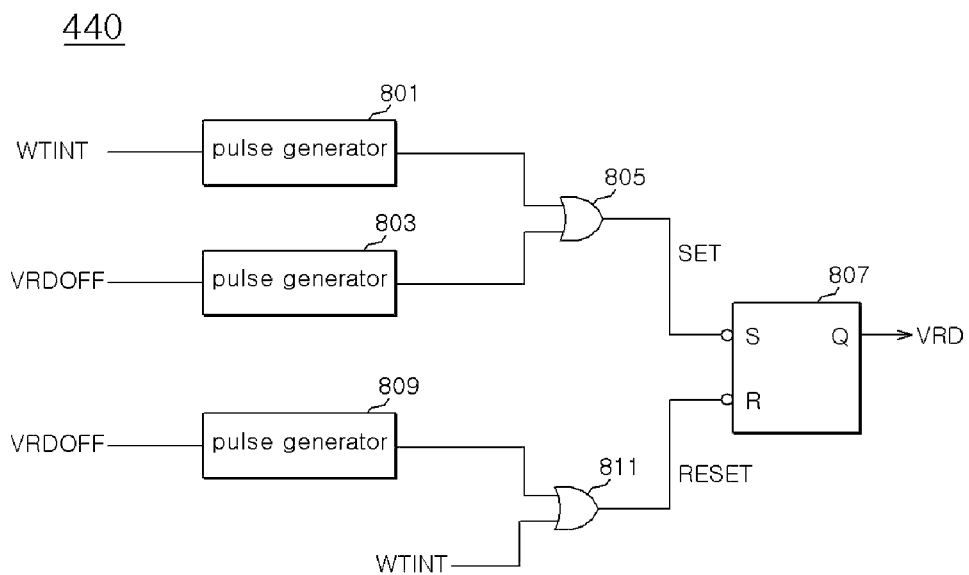 440
801
WTINT
pulse generator
805
803
SET
VRDOFF
pulse generator
807
S
Q
VRD
809
R
VRDOFF
pulse generator
811
RESET
WTINT